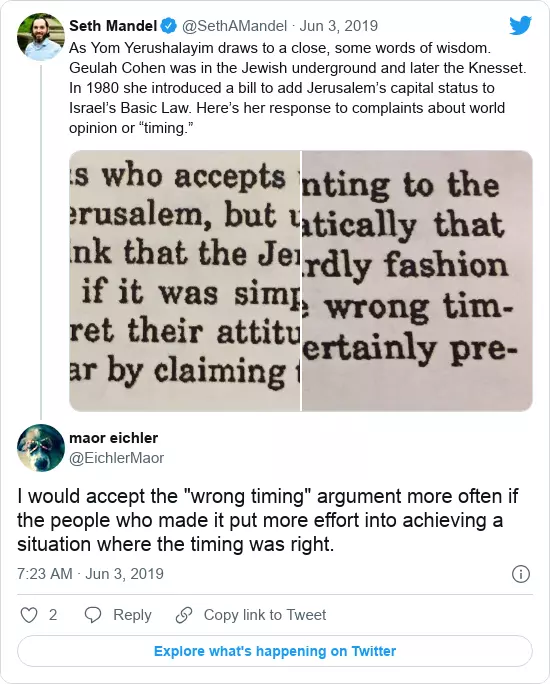 Seth Mandel @SethAMandel · Jun 3, 2019
As Yom Yerushalayim draws to a close, some words of wisdom.
Geulah Cohen was in the Jewish underground and later the Knesset.
In 1980 she introduced a bill to add Jerusalem’s capital status to
Israel’s Basic Law. Here’s her response to complaints about world
opinion or “timing.”
s who accepts
erusalem, but
nk that the Je
if it was simp
ret their attitu
ar by claiming
nting to the
atically that
rdly fashion
wrong tim-
ertainly pre-
maor eichler
@EichlerMaor
I would accept the "wrong timing" argument more often if
the people who made it put more effort into achieving a
situation where the timing was right.
7:23 AM · Jun 3, 2019
2 Reply Copy link to Tweet
Explore what's happening on Twitter